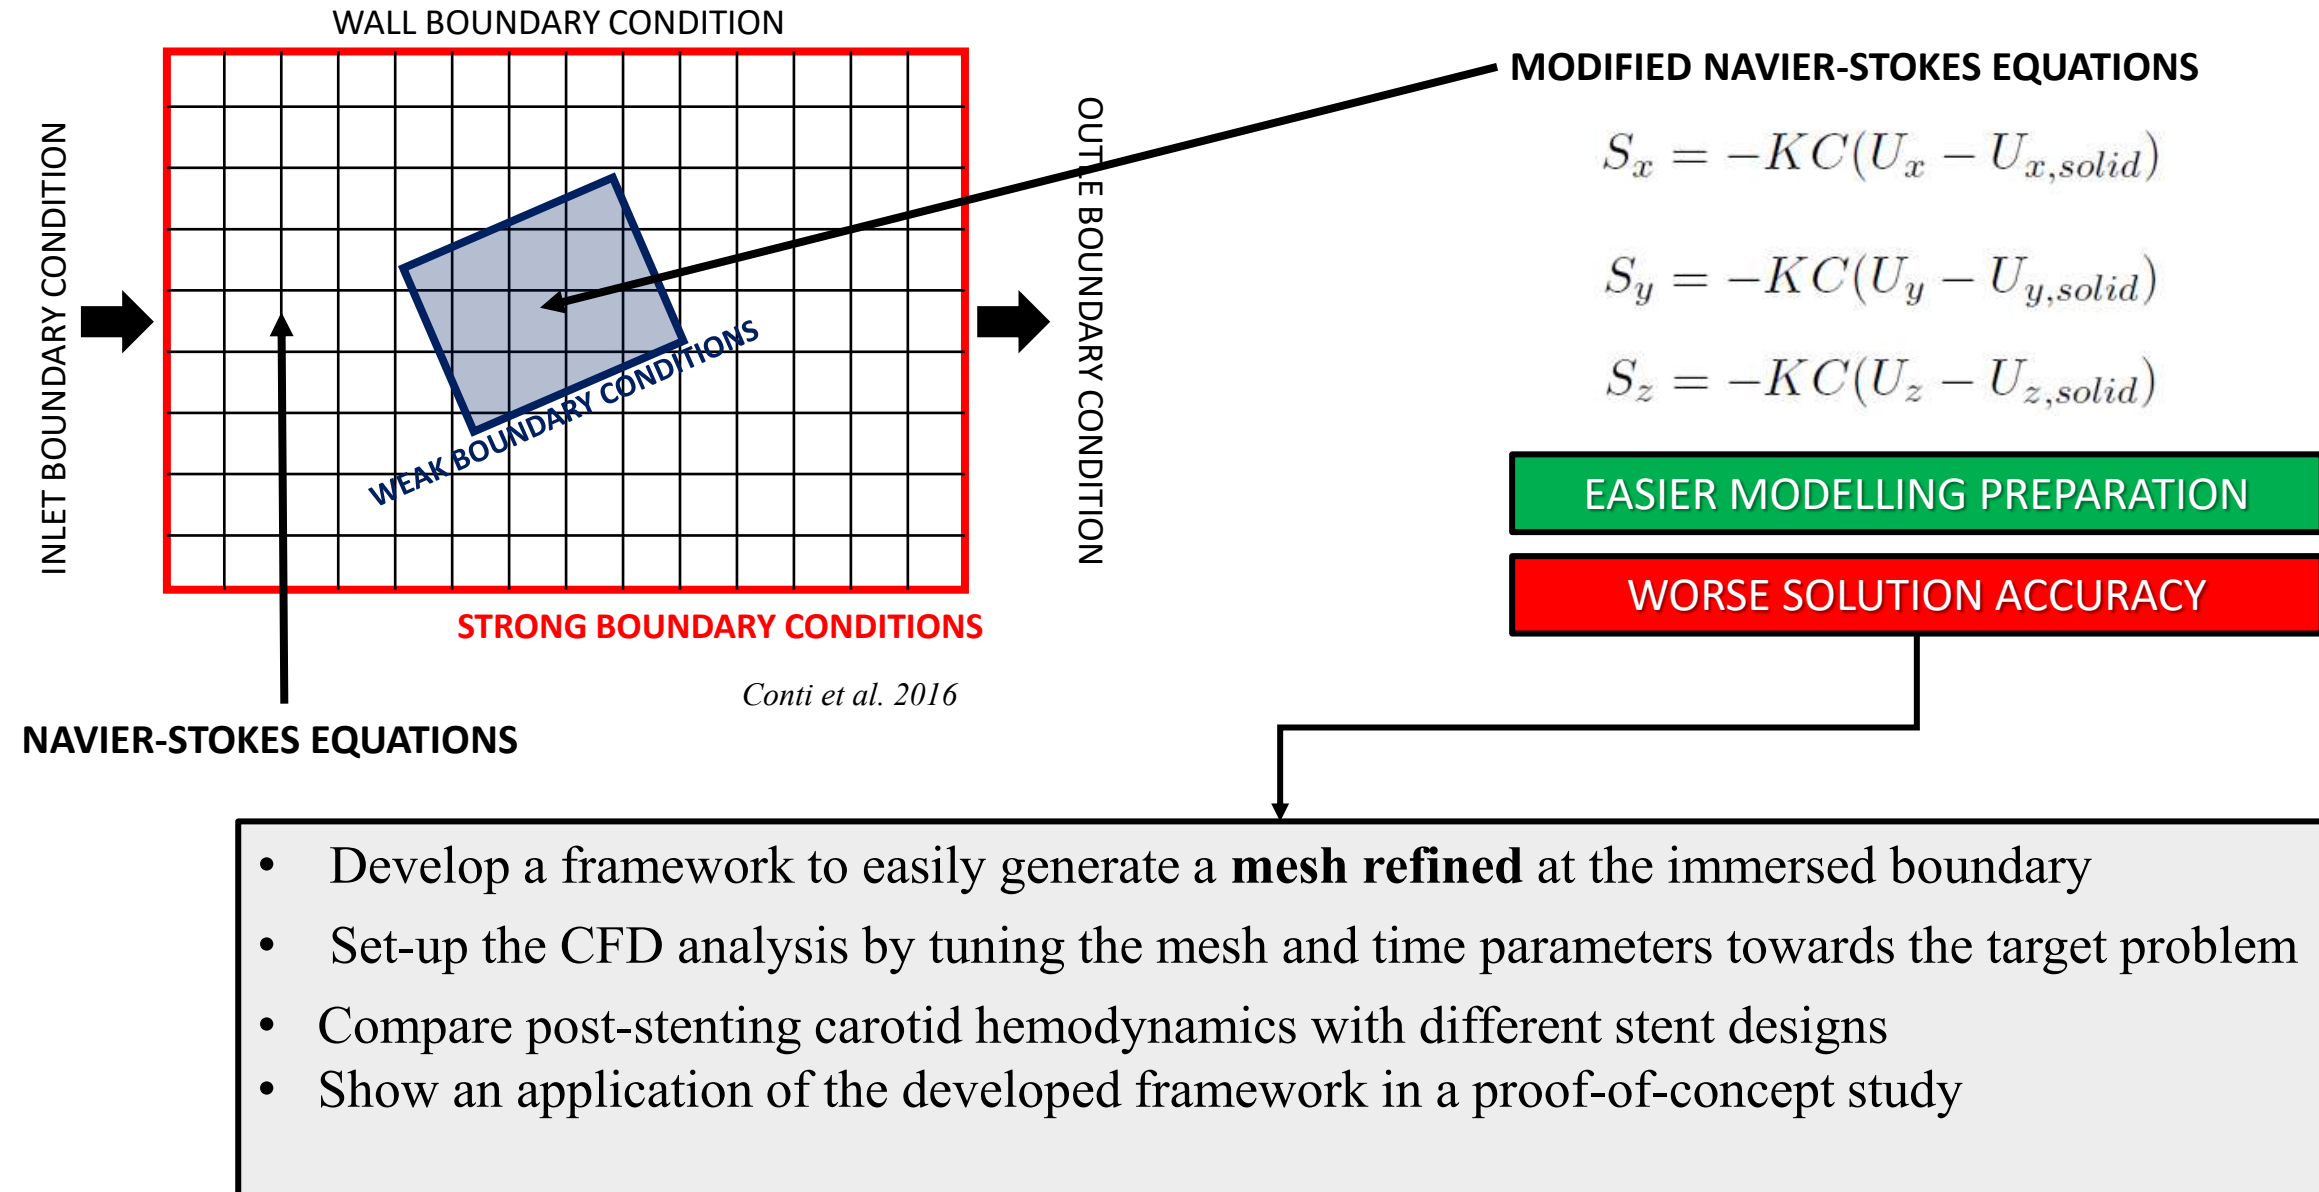 WALL BOUNDARY CONDITION
INLET BOUNDARY CONDITION
WEAK BOUNDARY CONDITIONS
OUTLE BOUNDARY CONDITION
STRONG BOUNDARY CONDITIONS
Conti et al. 2016
NAVIER-STOKES EQUATIONS
MODIFIED NAVIER-STOKES EQUATIONS
S_x = −KC(U_x − U_{x,solid})
S_y = −KC(U_y − U_{y,solid})
S_z = −KC(U_z − U_{z,solid})
EASIER MODELLING PREPARATION
WORSE SOLUTION ACCURACY
• Develop a framework to easily generate a mesh refined at the immersed boundary
• Set-up the CFD analysis by tuning the mesh and time parameters towards the target problem
• Compare post-stenting carotid hemodynamics with different stent designs
• Show an application of the developed framework in a proof-of-concept study